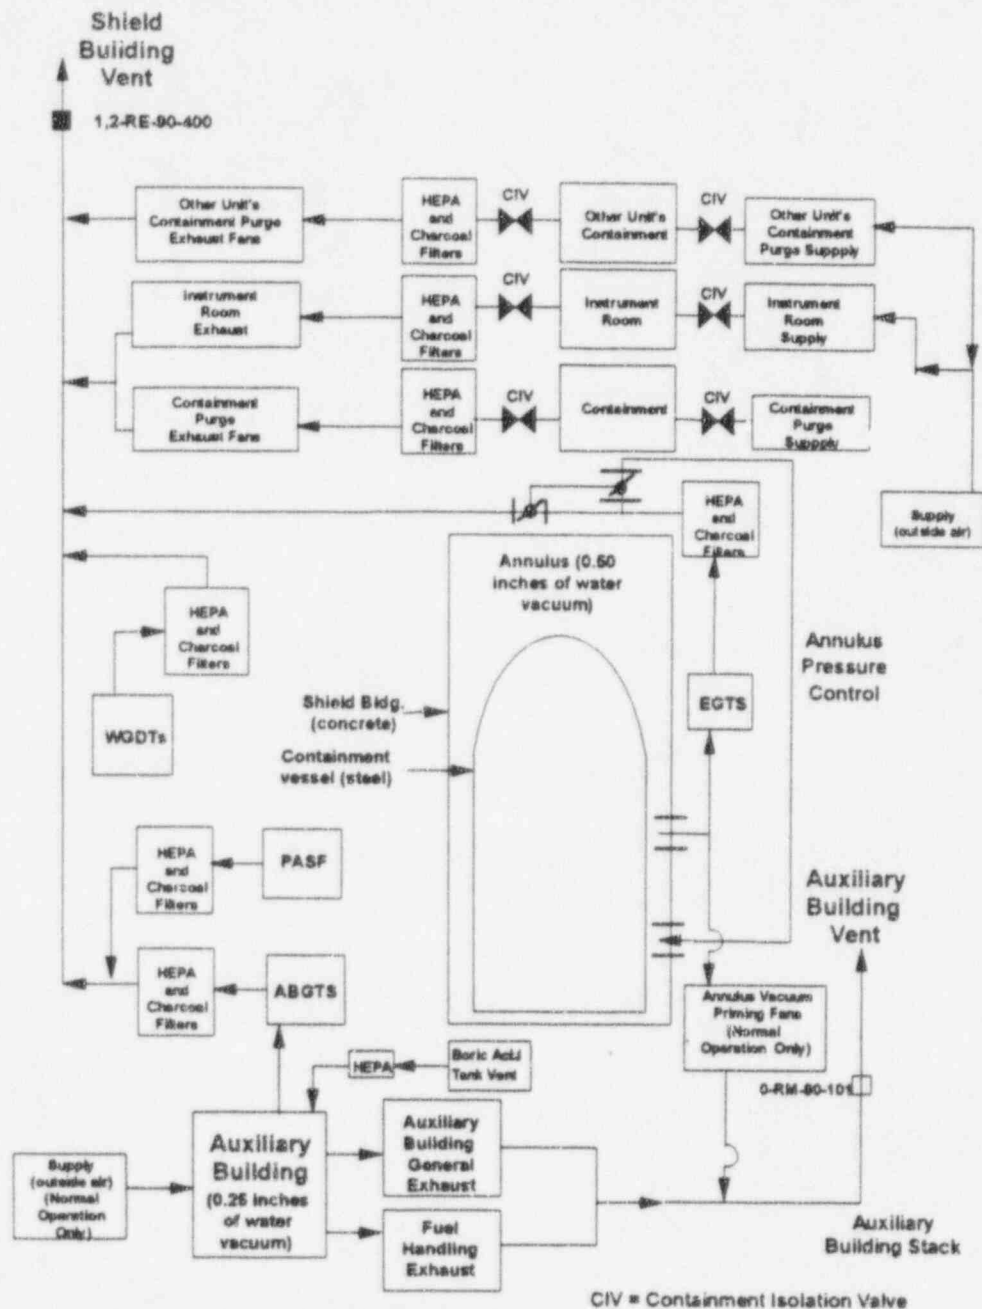 Shield
Building
Vent
1,2-RE-90-400
Other Unit's
Containment Purge
Exhaust Fans
HEPA
and
Charcoal
Filters
CIV
Other Unit's
Containment
CIV
Other Unit's
Containment
Purge Suppply
Instrument
Room
Exhaust
HEPA
and
Charcoal
Filters
CIV
Instrument
Room
CIV
Instrument
Room
Supply
Containment
Purge
Exhaust Fans
HEPA
and
Charcoal
Filters
CIV
Containment
CIV
Containment
Purge
Suppply
HEPA
and
Charcoal
Filters
Supply
(outside air)
Annulus (0.50
inches of water
vacuum)
HEPA
and
Charcoal
Filters
Annulus
Pressure
Control
Shield Bldg.
(concrete)
EGTS
WGDTs
Containment
vessel (steel)
HEPA
and
Charcoal
Filters
PASF
Auxiliary
Building
Vent
HEPA
and
Charcoal
Filters
ABGTS
Annulus Vacuum
Priming Fans
(Normal
Operation Only)
HEPA
Boric Acid
Tank Vent
0-RM-90-101
Supply
(outside air)
(Normal
Operation
Only)
Auxiliary
Building
(0.25 inches
of water
vacuum)
Auxiliary
Building
General
Exhaust
Fuel
Handling
Exhaust
Auxiliary
Building Stack
CIV = Containment Isolation Valve